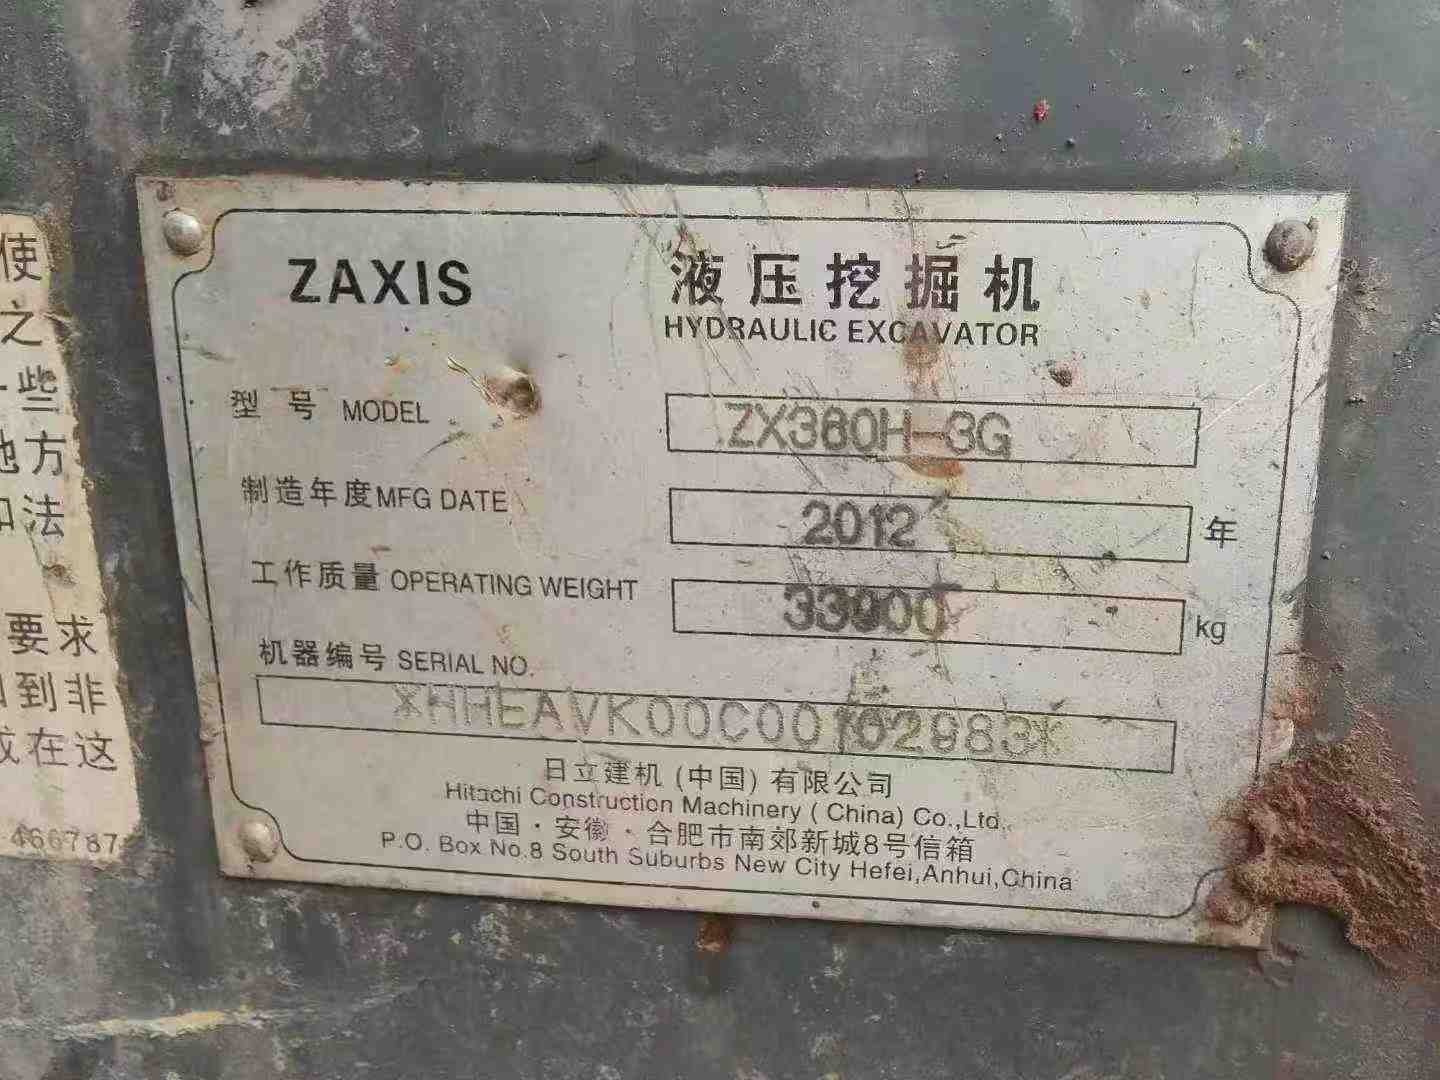 使
之
一些
地方
和法
要求
到非
或在这
466787
ZAXIS 液压挖掘机
HYDRAULIC EXCAVATOR
型号 MODEL ZX360H-3G
制造年度 MFG DATE 2012 年
工作质量 OPERATING WEIGHT 33900 kg
机器编号 SERIAL NO.
*HHEAVK00C00102983*
日立建机(中国)有限公司
Hitachi Construction Machinery (China) Co.,Ltd.
中国·安徽·合肥市南郊新城8号信箱
P.O. Box No.8 South Suburbs New City Hefei,Anhui,China